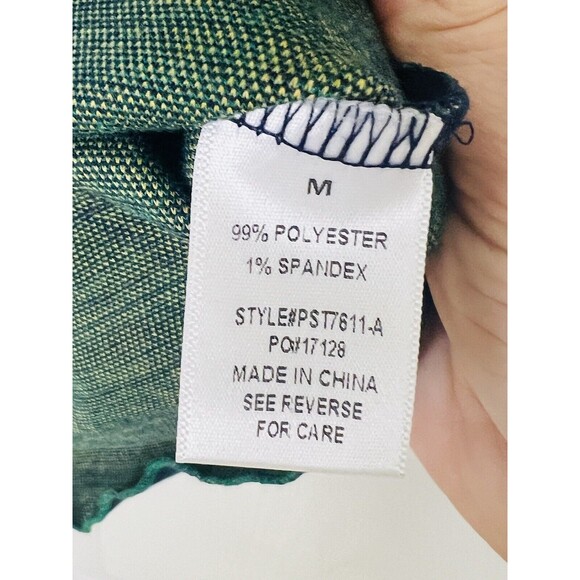 M
99% POLYESTER
1% SPANDEX
STYLE#PST7611-A
PO#17128
MADE IN CHINA
SEE REVERSE
FOR CARE